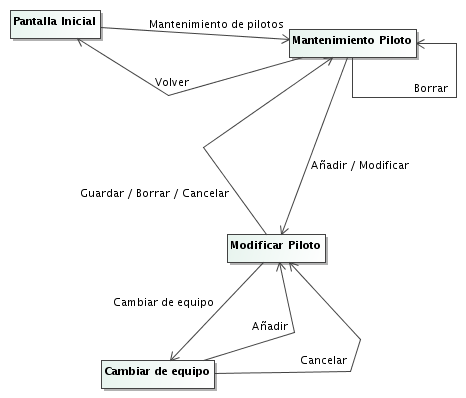 Pantalla Inicial
Mantenimiento de pilotos
Mantenimiento Piloto
Volver
Borrar
Añadir / Modificar
Guardar / Borrar / Cancelar
Modificar Piloto
Cambiar de equipo
Añadir
Cancelar
Cambiar de equipo